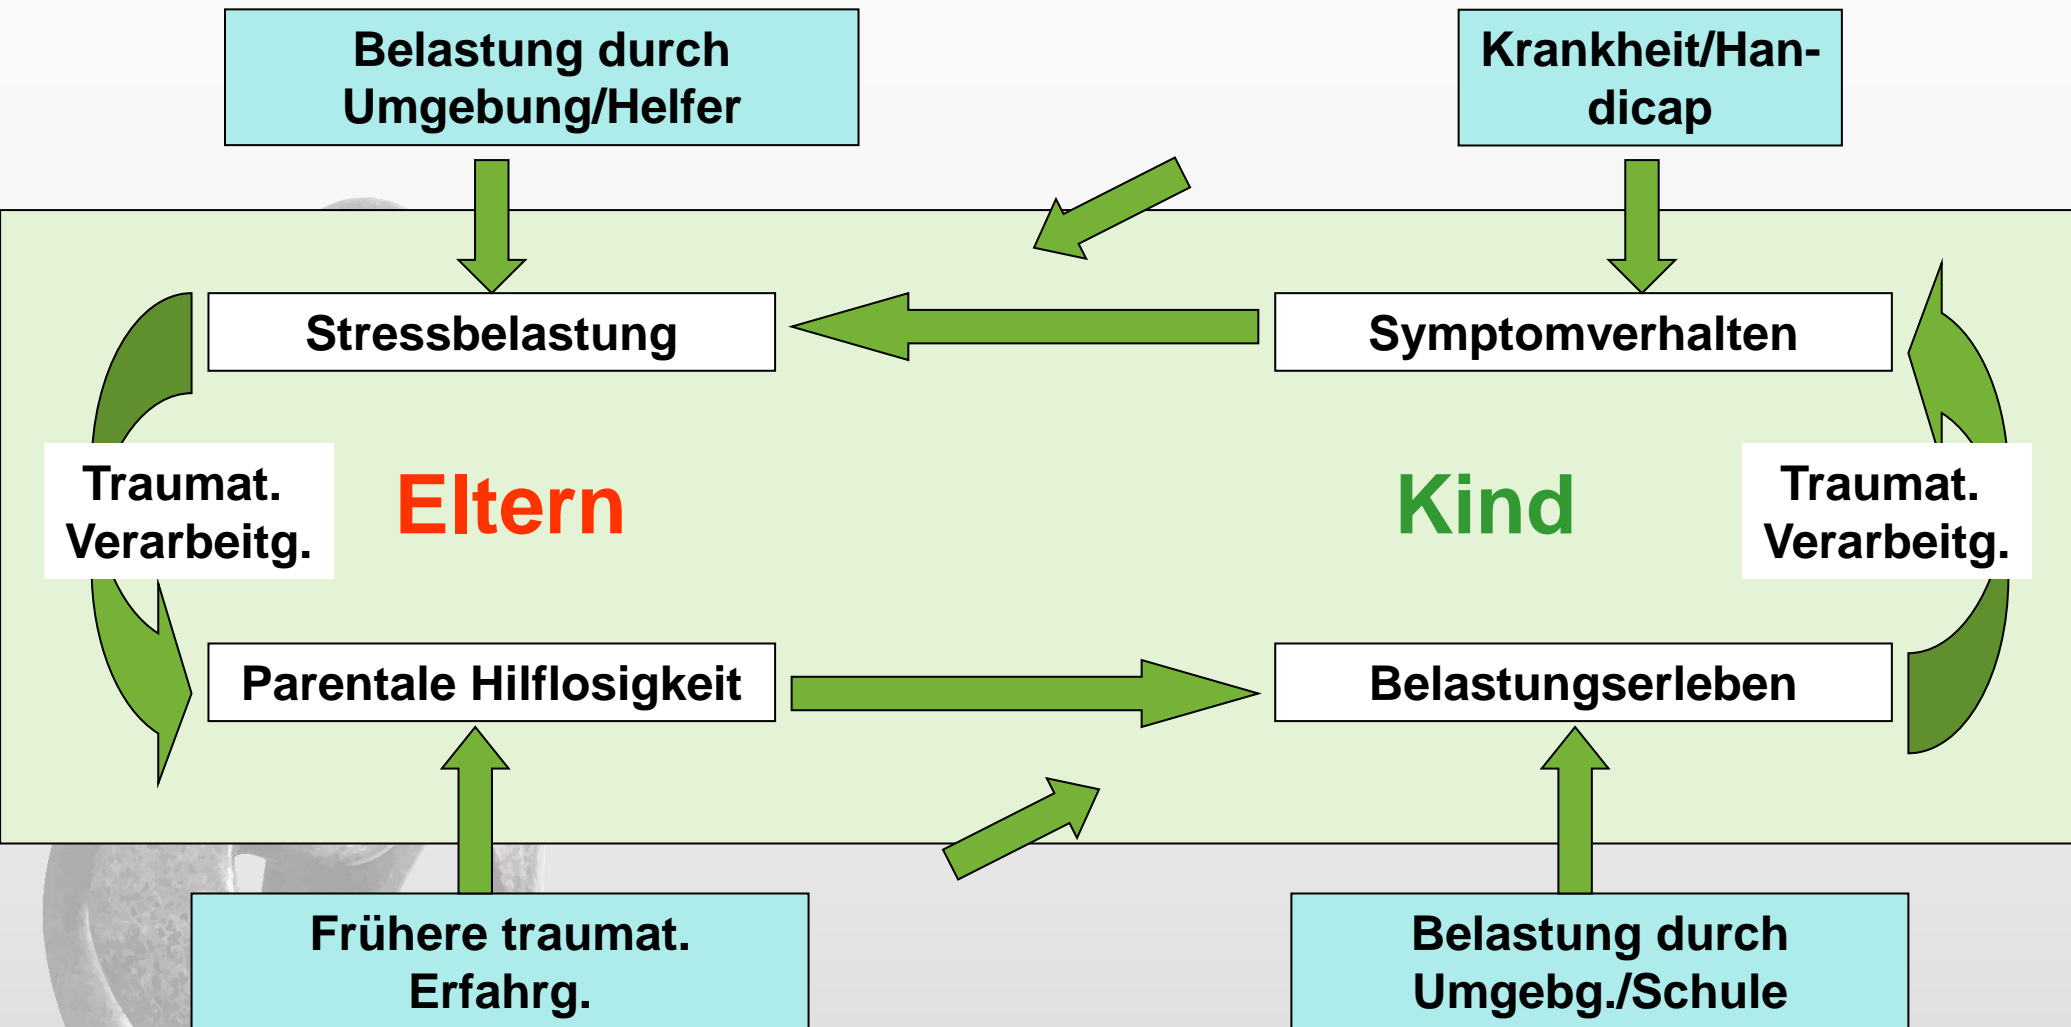 Belastung durch
Umgebung/Helfer
Krankheit/Han-
dicap
Stressbelastung
Symptomverhalten
Traumat.
Verarbeitg.
Eltern
Kind
Traumat.
Verarbeitg.
Parentale Hilflosigkeit
Belastungserleben
Frühere traumat.
Erfahrg.
Belastung durch
Umgebg./Schule